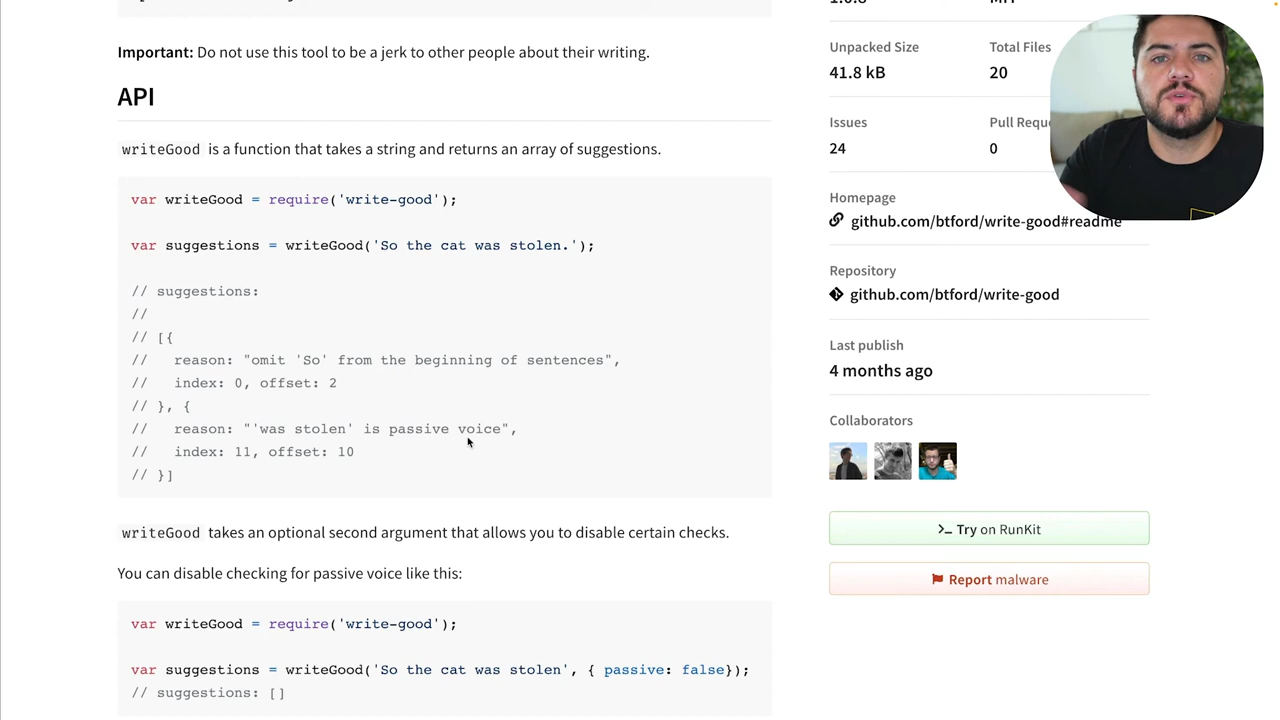 Important: Do not use this tool to be a jerk to other people about their writing.
API
writeGood is a function that takes a string and returns an array of suggestions.
var writeGood = require('write-good');
var suggestions = writeGood('So the cat was stolen.');
// suggestions:
//
// [{
//   reason: "omit 'So' from the beginning of sentences",
//   index: 0, offset: 2
// }, {
//   reason: "'was stolen' is passive voice",
//   index: 11, offset: 10
// }]
writeGood takes an optional second argument that allows you to disable certain checks.
You can disable checking for passive voice like this:
var writeGood = require('write-good');
var suggestions = writeGood('So the cat was stolen', { passive: false});
// suggestions: []
Unpacked Size
Total Files
41.8 kB
20
Issues
Pull Requ
24
0
Homepage
github.com/btford/write-good#readme
Repository
github.com/btford/write-good
Last publish
4 months ago
Collaborators
Try on RunKit
Report malware